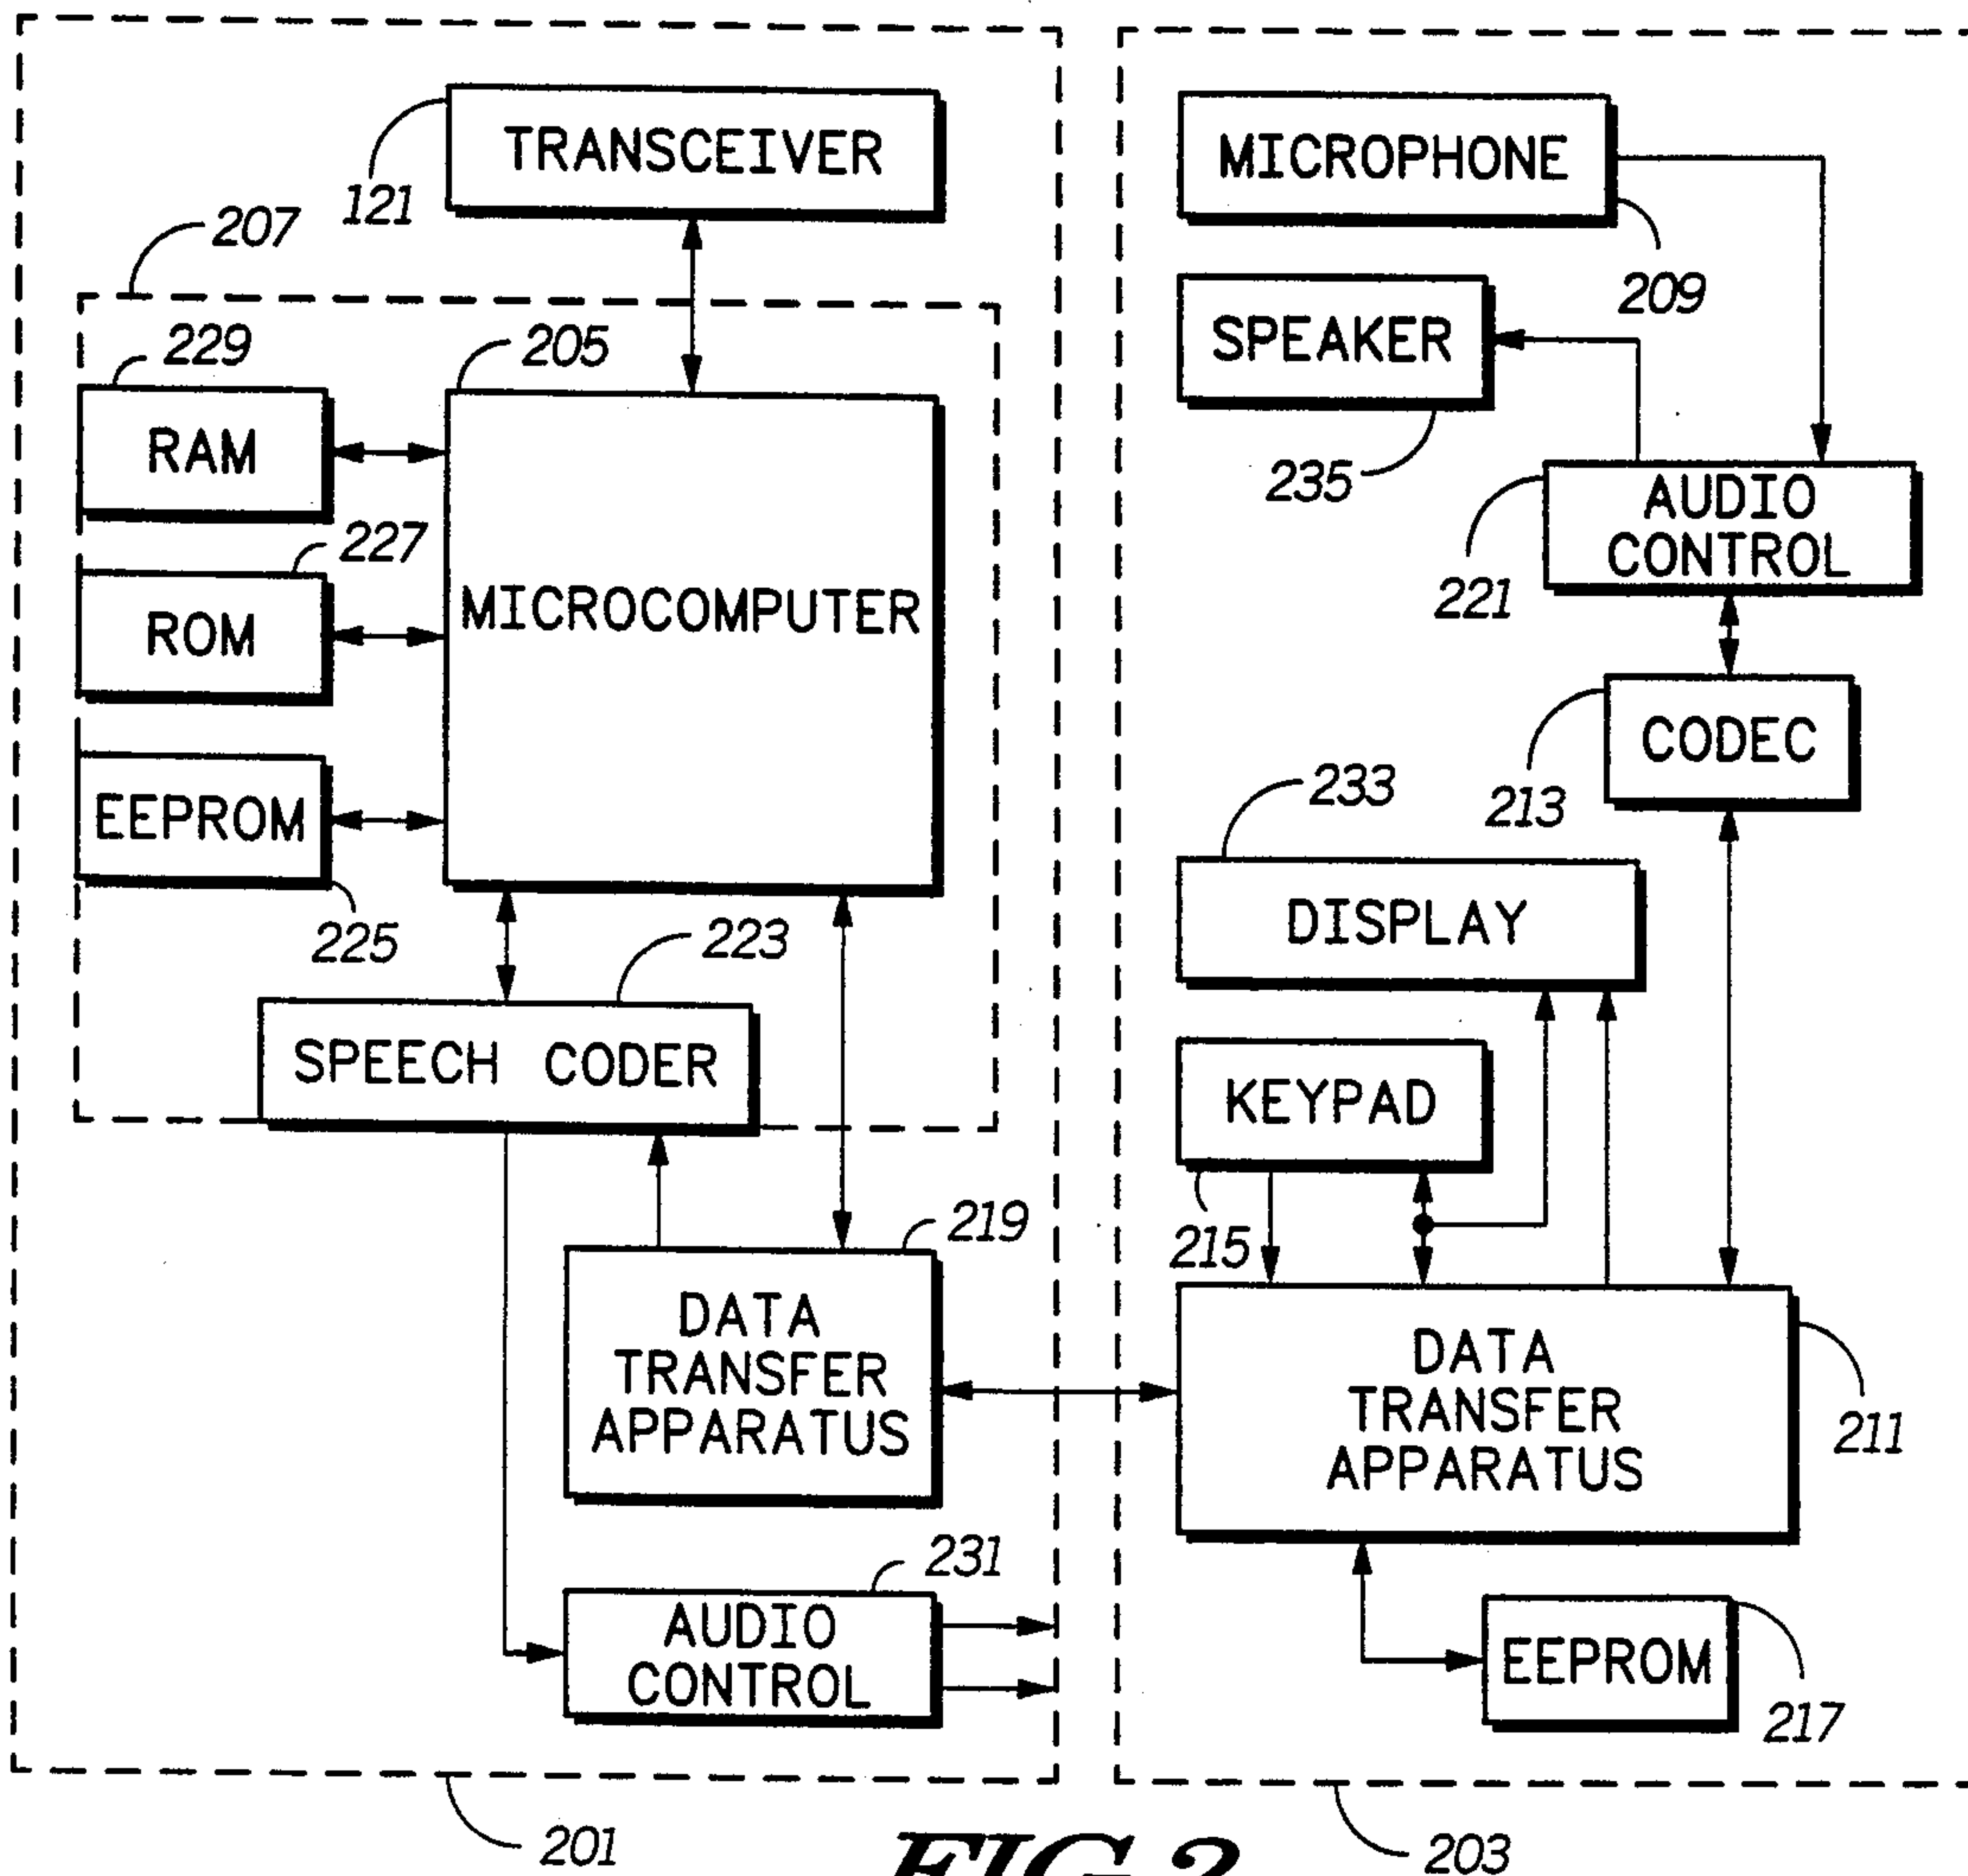 TRANSCEIVER
121
207
229
205
RAM
227
ROM
MICROCOMPUTER
EEPROM
225
223
SPEECH CODER
219
DATA
TRANSFER
APPARATUS
231
AUDIO
CONTROL
201
MICROPHONE
209
SPEAKER
235
AUDIO
CONTROL
221
CODEC
213
233
DISPLAY
KEYPAD
215
DATA
TRANSFER
APPARATUS
211
EEPROM
217
203
FIG.2